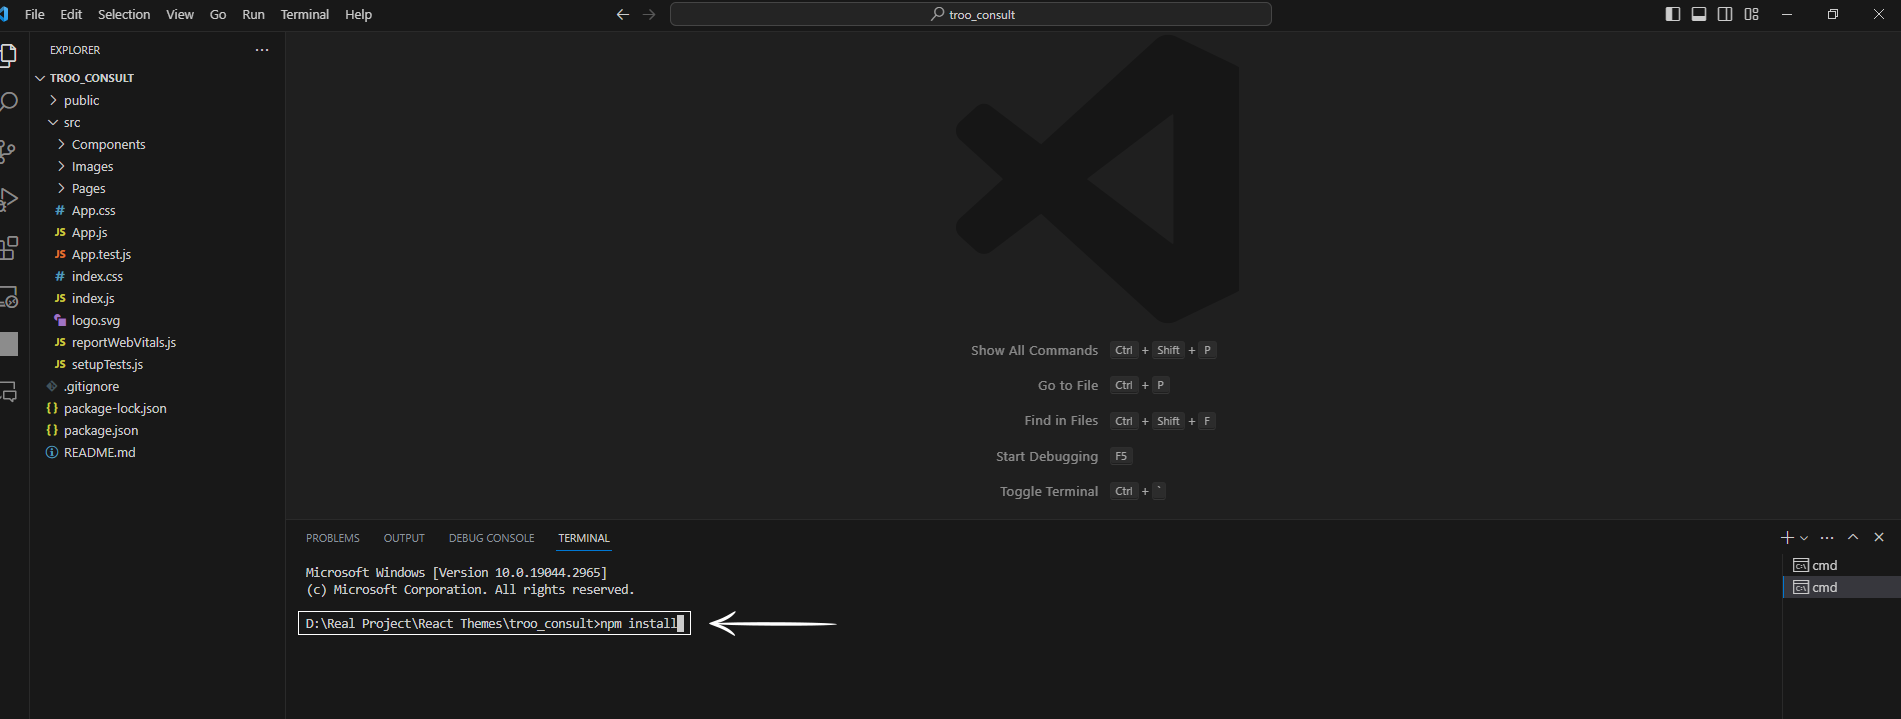 File Edit Selection View Go Run Terminal Help
troo_consult
EXPLORER
TROO_CONSULT
public
src
Components
Images
Pages
# App.css
JS App.js
JS App.test.js
# index.css
JS index.js
logo.svg
JS reportWebVitals.js
JS setupTests.js
.gitignore
{} package-lock.json
{} package.json
README.md
Show All Commands Ctrl + Shift + P
Go to File Ctrl + P
Find in Files Ctrl + Shift + F
Start Debugging F5
Toggle Terminal Ctrl + `
PROBLEMS OUTPUT DEBUG CONSOLE TERMINAL
Microsoft Windows [Version 10.0.19044.2965]
(c) Microsoft Corporation. All rights reserved.
D:\Real Project\React Themes\troo_consult>npm install
cmd
cmd